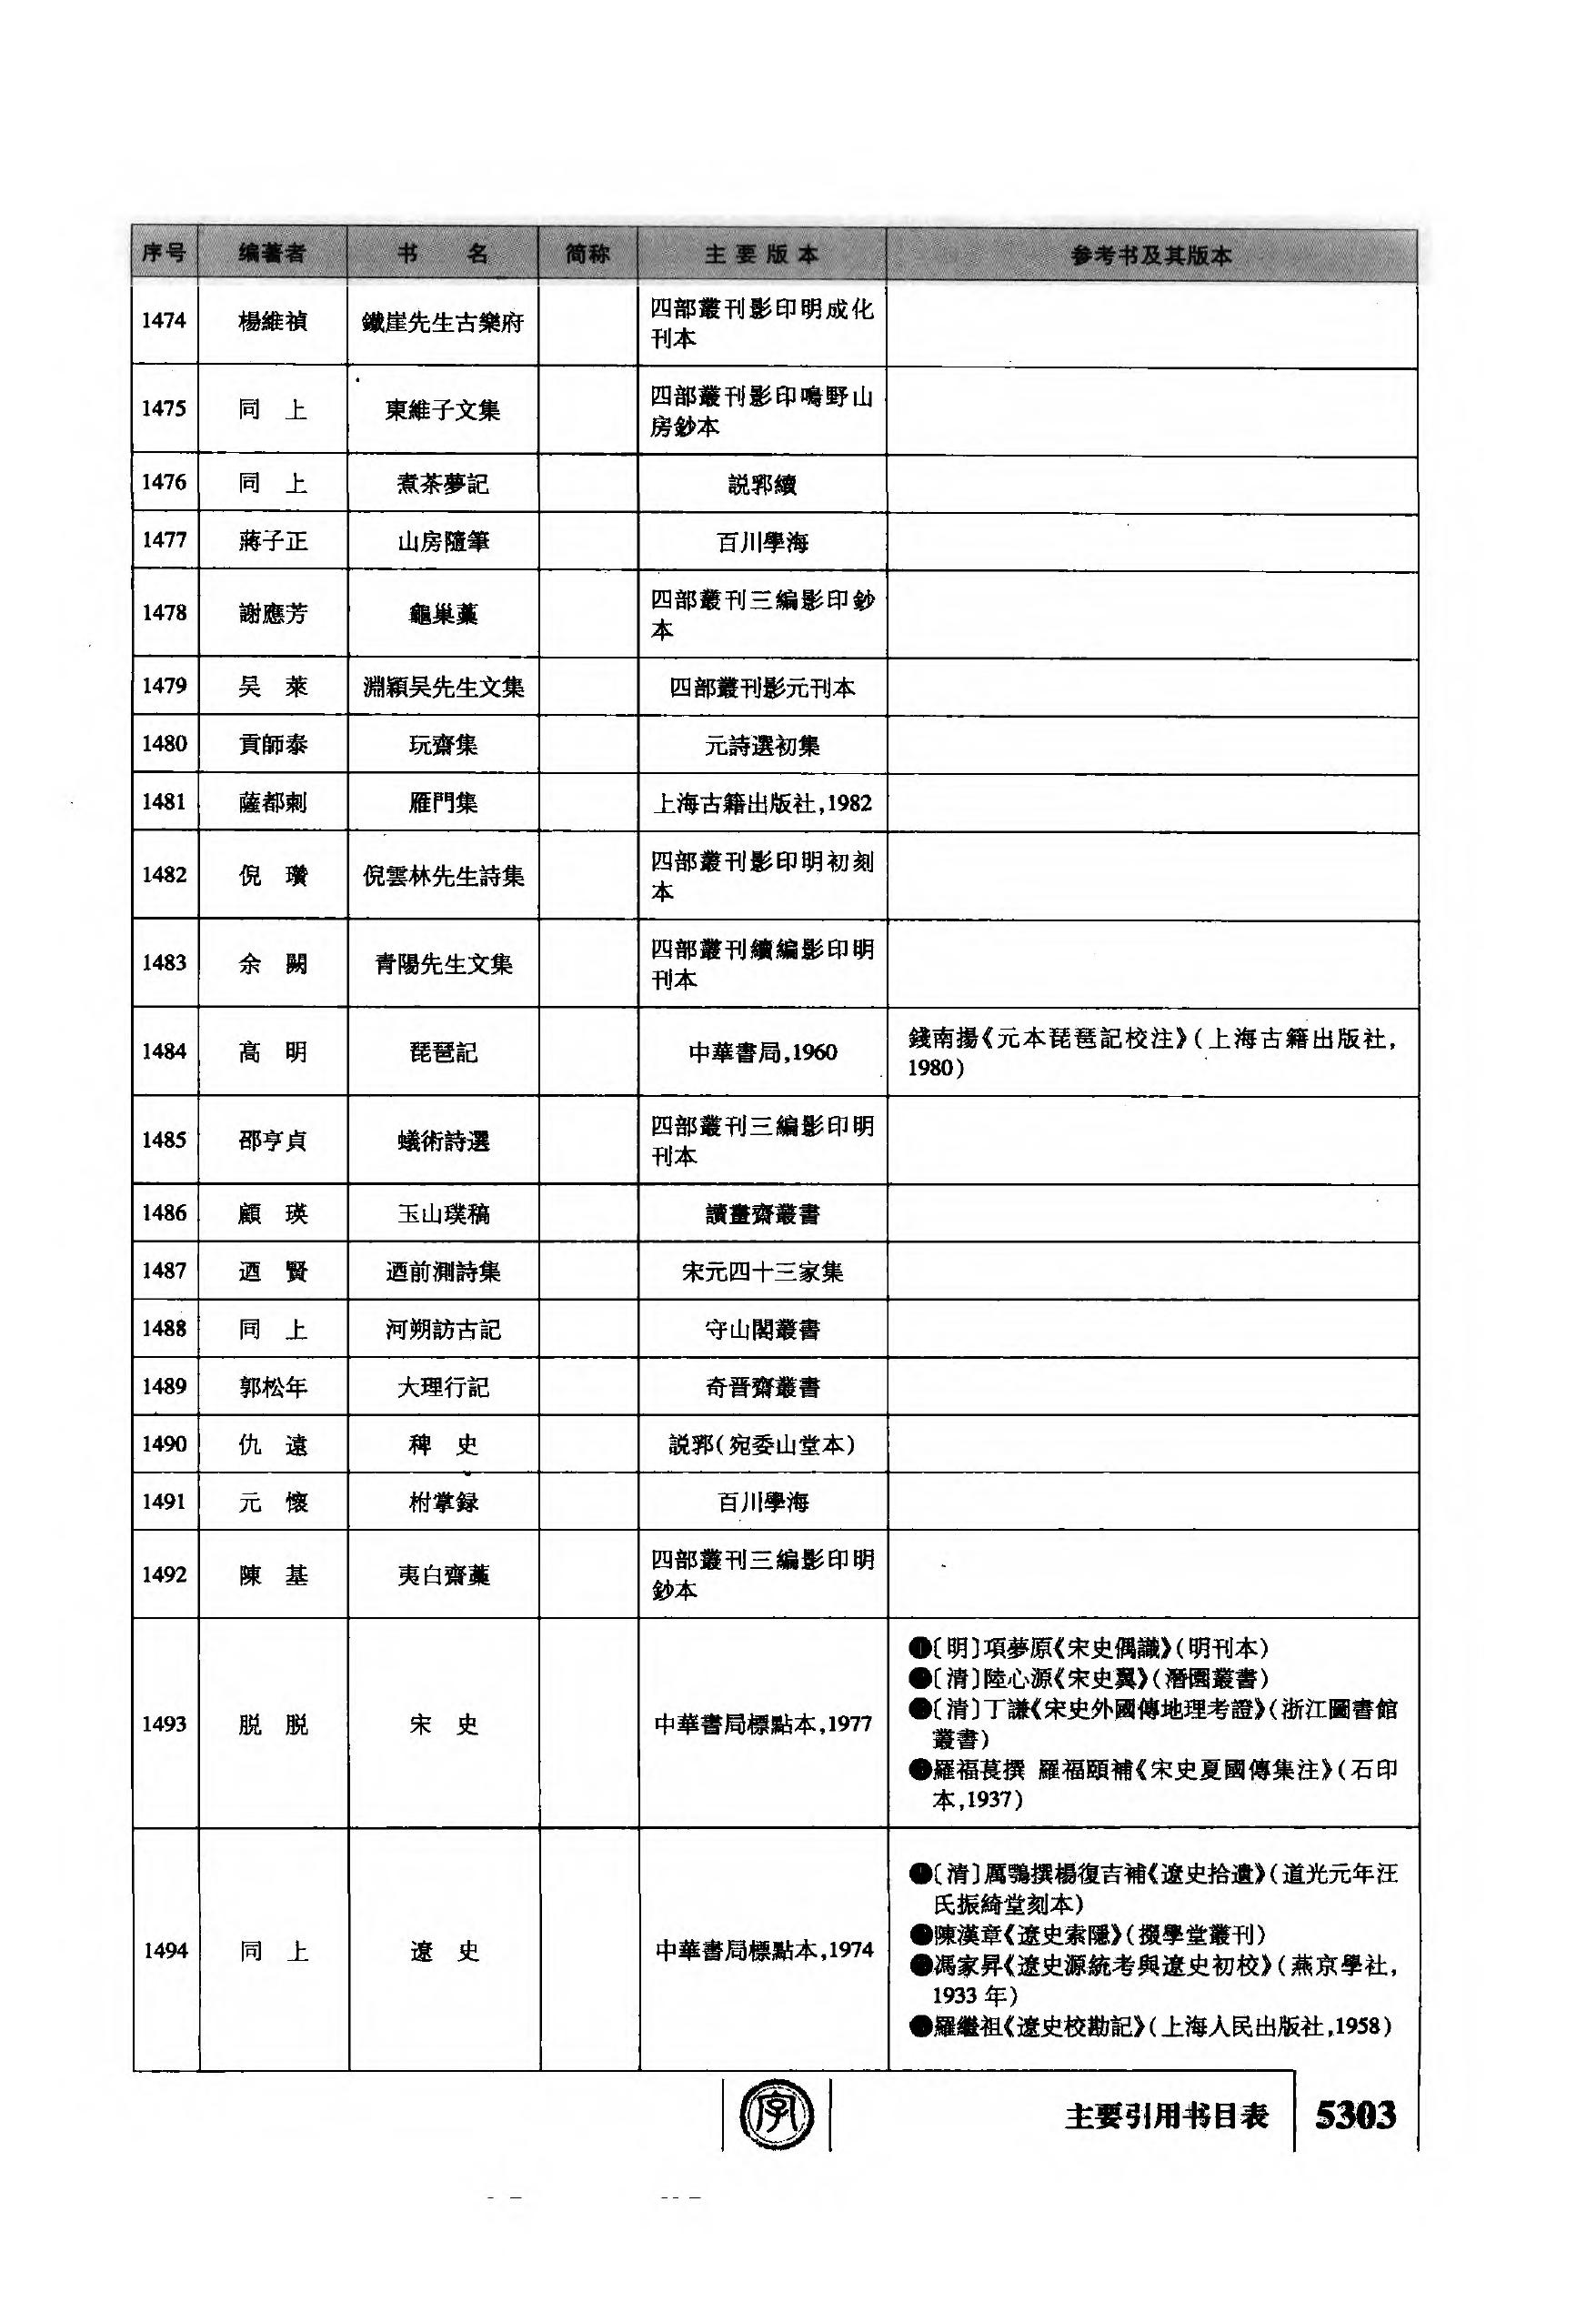 序号 编著者 书 名 简称 主要版本 参考书及其版本
1474 楊維禎 鐵崖先生古樂府 四部叢刊影印明成化
刊本
1475 同 上 東維子文集 四部叢刊影印鳴野山
房鈔本
1476 同 上 煮茶夢記 説郛續
1477 蔣子正 山房隨筆 百川學海
1478 謝應芳 龜巢藁 四部叢刊三編影印鈔
本
1479 吴 萊 淵穎吴先生文集 四部叢刊影元刊本
1480 貢師泰 玩齋集 元詩選初集
1481 薩都剌 雁門集 上海古籍出版社,1982
1482 倪 瓚 倪雲林先生詩集 四部叢刊影印明初刻
本
1483 余 闕 青陽先生文集 四部叢刊續編影印明
刊本
1484 高 明 琵琶記 中華書局,1960 錢南揚《元本琵琶記校注》(上海古籍出版社,
1980)
1485 邵亨貞 蟻術詩選 四部叢刊三編影印明
刊本
1486 顧 瑛 玉山璞稿 讀畫齋叢書
1487 迺 賢 迺前測詩集 宋元四十三家集
1488 同 上 河朔訪古記 守山閣叢書
1489 郭松年 大理行記 奇晋齋叢書
1490 仇 遠 稗 史 説郛(宛委山堂本)
1491 元 懷 拊掌録 百川學海
1492 陳 基 夷白齋藁 四部叢刊三編影印明
鈔本
1493 脱 脱 宋 史 中華書局標點本,1977 ❶〔明〕項夢原《宋史偶識》(明刊本)
●〔清〕陸心源《宋史翼》(潛園叢書)
●〔清〕丁謙《宋史外國傳地理考證》(浙江圖書館
叢書)
●羅福萇撰 羅福頤補《宋史夏國傳集注》(石印
本,1937)
1494 同 上 遼 史 中華書局標點本,1974 ❶〔清〕厲鶚撰楊復吉補《遼史拾遺》(道光元年汪
氏振綺堂刻本)
●陳漢章《遼史索隱》(掇學堂叢刊)
●馮家昇《遼史源統考與遼史初校》(燕京學社,
1933 年)
●羅繼祖《遼史校勘記》(上海人民出版社,1958)
字 主要引用书目表 5303